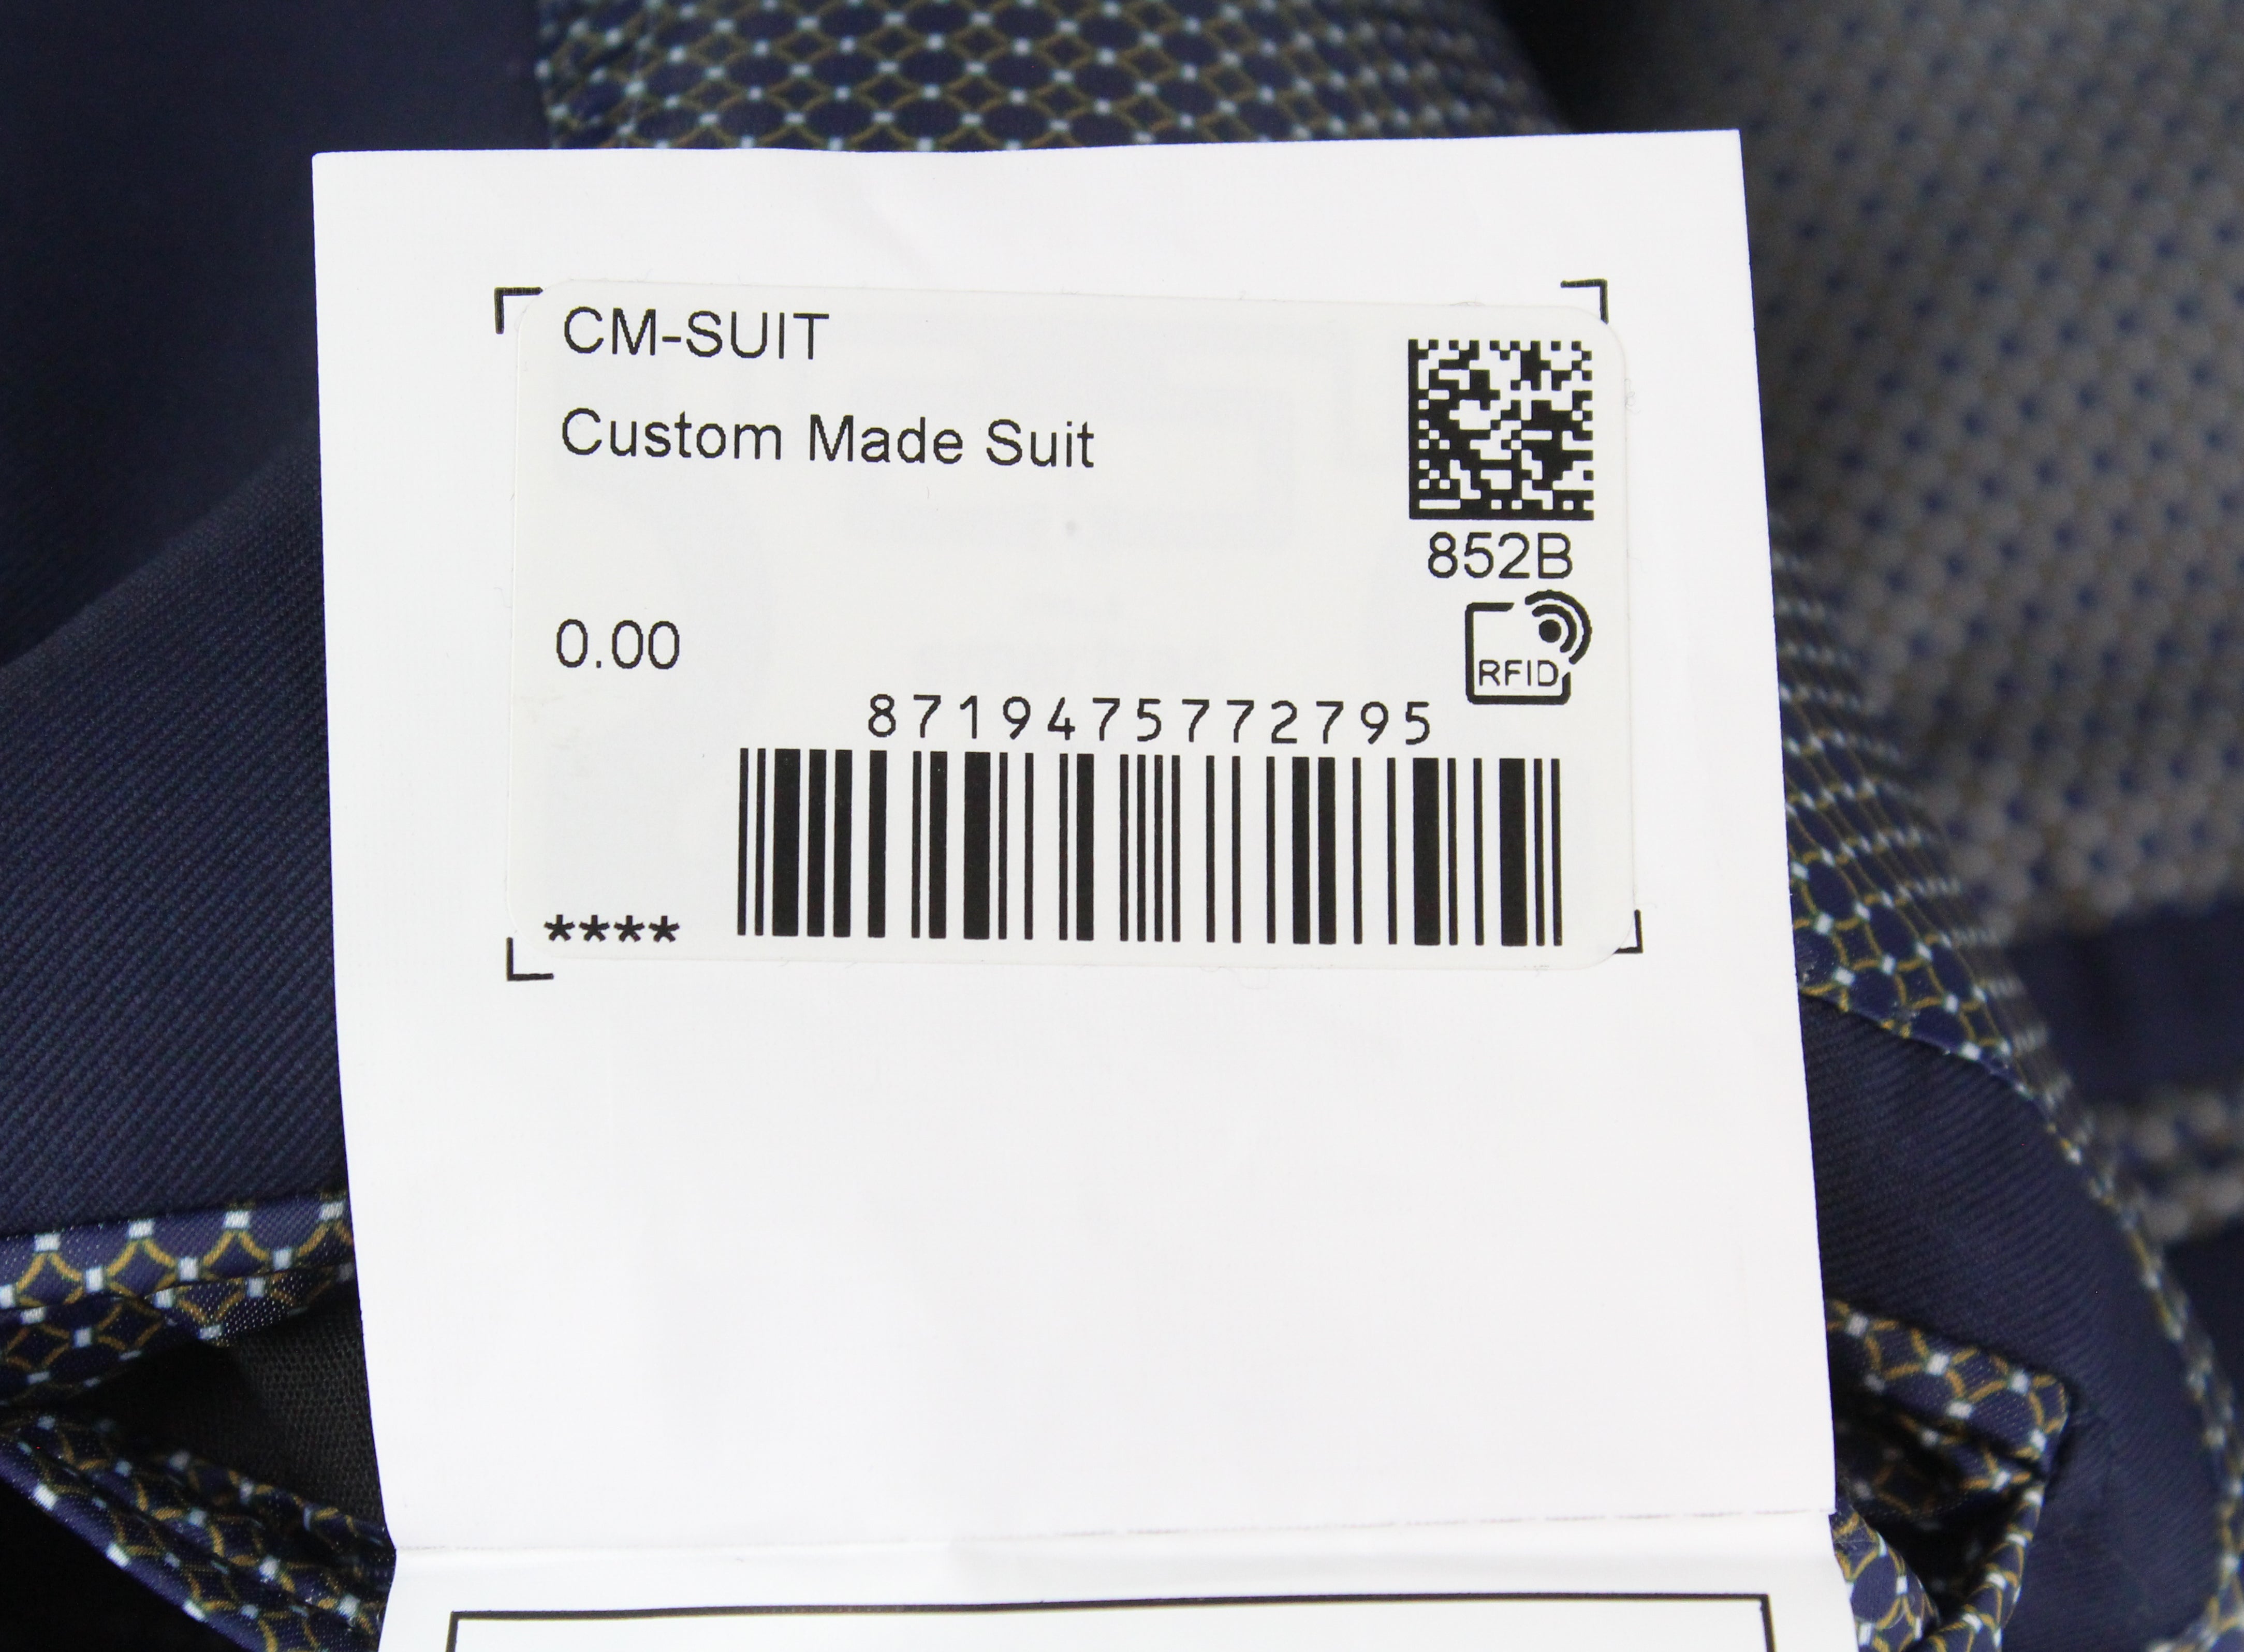 CM-SUIT
Custom Made Suit
852B
0.00
RFID
8719475772795
****